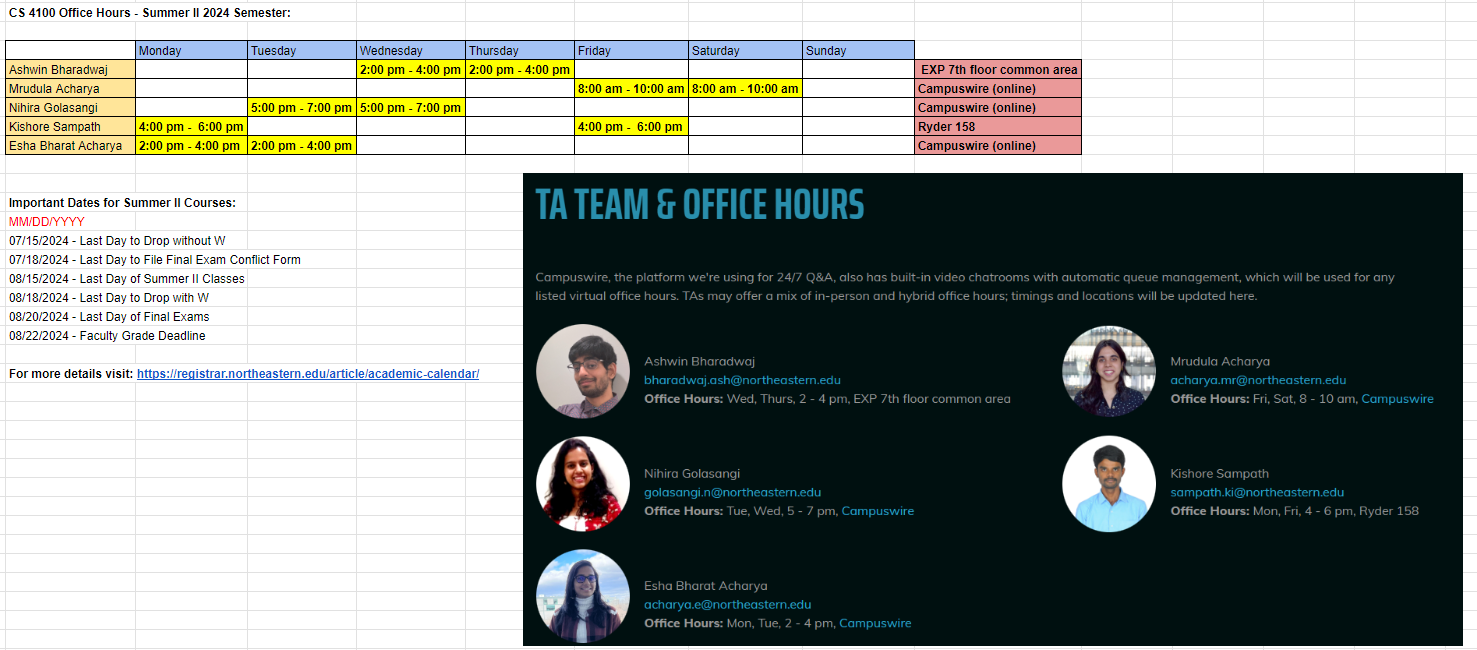 CS 4100 Office Hours - Summer II 2024 Semester:
Monday Tuesday Wednesday Thursday Friday Saturday Sunday
Ashwin Bharadwaj 2:00 pm - 4:00 pm 2:00 pm - 4:00 pm EXP 7th floor common area
Mrudula Acharya 8:00 am - 10:00 am 8:00 am - 10:00 am Campuswire (online)
Nihira Golasangi 5:00 pm - 7:00 pm 5:00 pm - 7:00 pm Campuswire (online)
Kishore Sampath 4:00 pm - 6:00 pm 4:00 pm - 6:00 pm Ryder 158
Esha Bharat Acharya 2:00 pm - 4:00 pm 2:00 pm - 4:00 pm Campuswire (online)
Important Dates for Summer II Courses:
MM/DD/YYYY
07/15/2024 - Last Day to Drop without W
07/18/2024 - Last Day to File Final Exam Conflict Form
08/15/2024 - Last Day of Summer II Classes
08/18/2024 - Last Day to Drop with W
08/20/2024 - Last Day of Final Exams
08/22/2024 - Faculty Grade Deadline
For more details visit: https://registrar.northeastern.edu/article/academic-calendar/
TA TEAM & OFFICE HOURS
Campuswire, the platform we're using for 24/7 Q&A, also has built-in video chatrooms with automatic queue management, which will be used for any
listed virtual office hours. TAs may offer a mix of in-person and hybrid office hours; timings and locations will be updated here.
Ashwin Bharadwaj
bharadwaj.ash@northeastern.edu
Office Hours: Wed, Thurs, 2 - 4 pm, EXP 7th floor common area
Mrudula Acharya
acharya.mr@northeastern.edu
Office Hours: Fri, Sat, 8 - 10 am, Campuswire
Nihira Golasangi
golasangi.n@northeastern.edu
Office Hours: Tue, Wed, 5 - 7 pm, Campuswire
Kishore Sampath
sampath.ki@northeastern.edu
Office Hours: Mon, Fri, 4 - 6 pm, Ryder 158
Esha Bharat Acharya
acharya.e@northeastern.edu
Office Hours: Mon, Tue, 2 - 4 pm, Campuswire